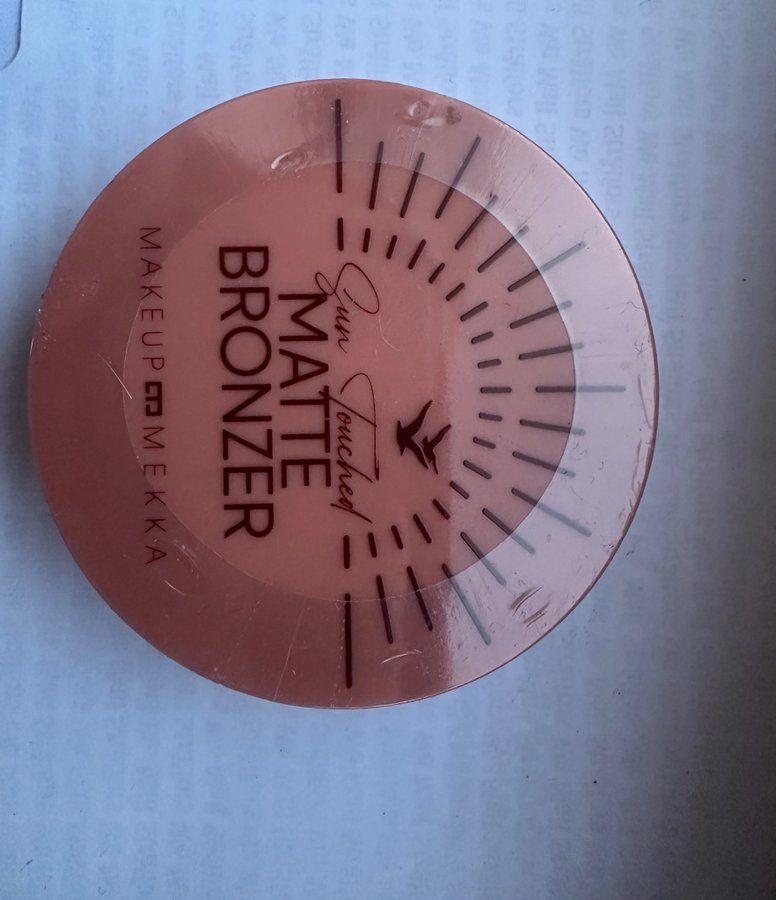 Sun Touched
MATTE
BRONZER
MAKEUP MEKKA